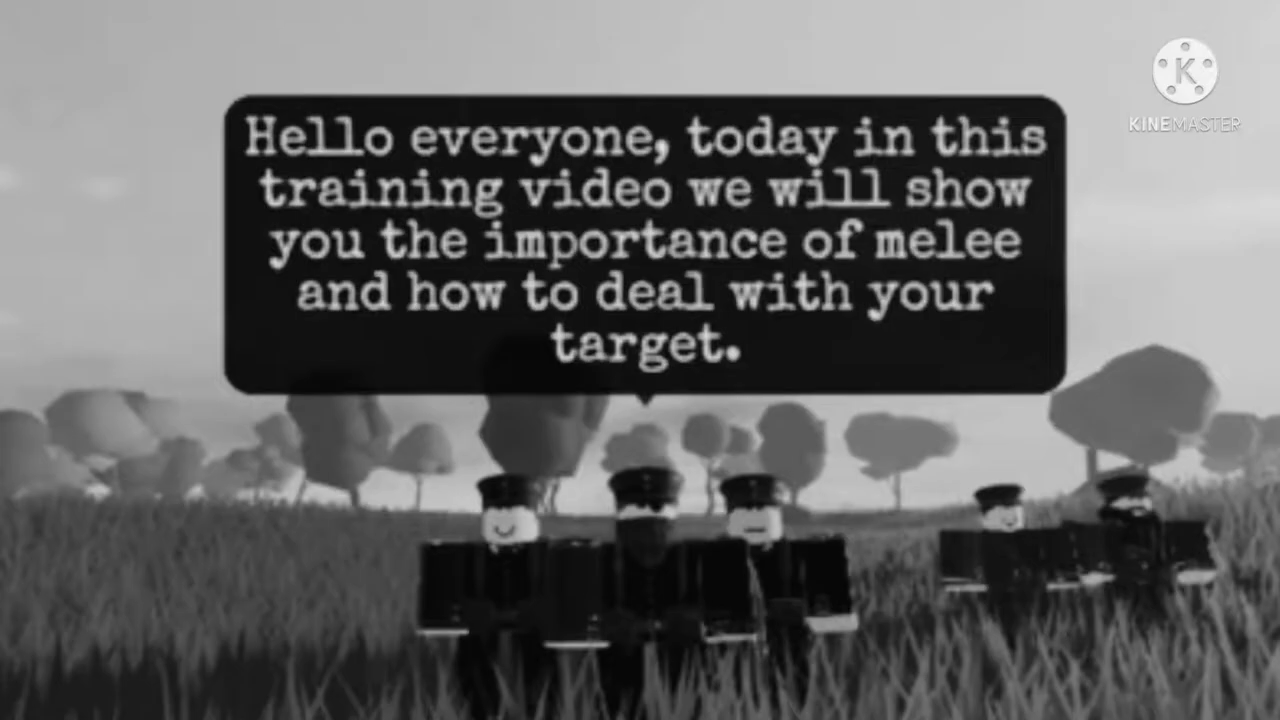 Hello everyone, today in this
training video we will show
you the importance of melee
and how to deal with your
target.
K
KINEMASTER